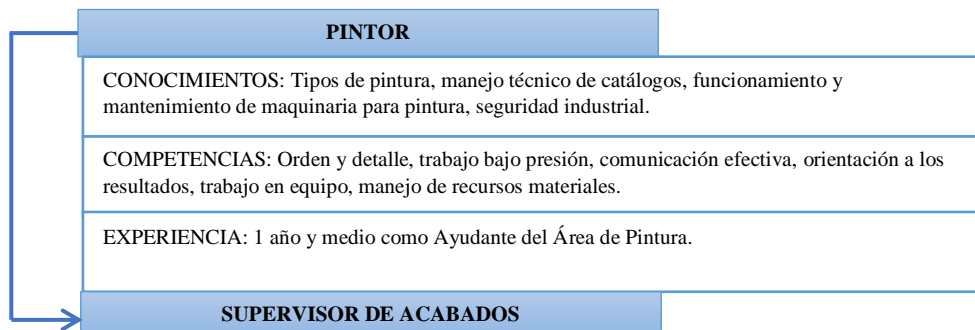 PINTOR
CONOCIMIENTOS: Tipos de pintura, manejo técnico de catálogos, funcionamiento y
mantenimiento de maquinaria para pintura, seguridad industrial.
COMPETENCIAS: Orden y detalle, trabajo bajo presión, comunicación efectiva, orientación a los
resultados, trabajo en equipo, manejo de recursos materiales.
EXPERIENCIA: 1 año y medio como Ayudante del Área de Pintura.
SUPERVISOR DE ACABADOS